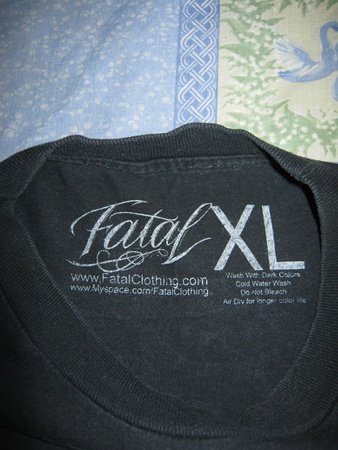 Fatal XL
www.FatalClothing.com
www.Myspace.com/FatalClothing
Wash With Dark Colors
Cold Water Wash
Do Not Bleach
Air Dry for longer color life